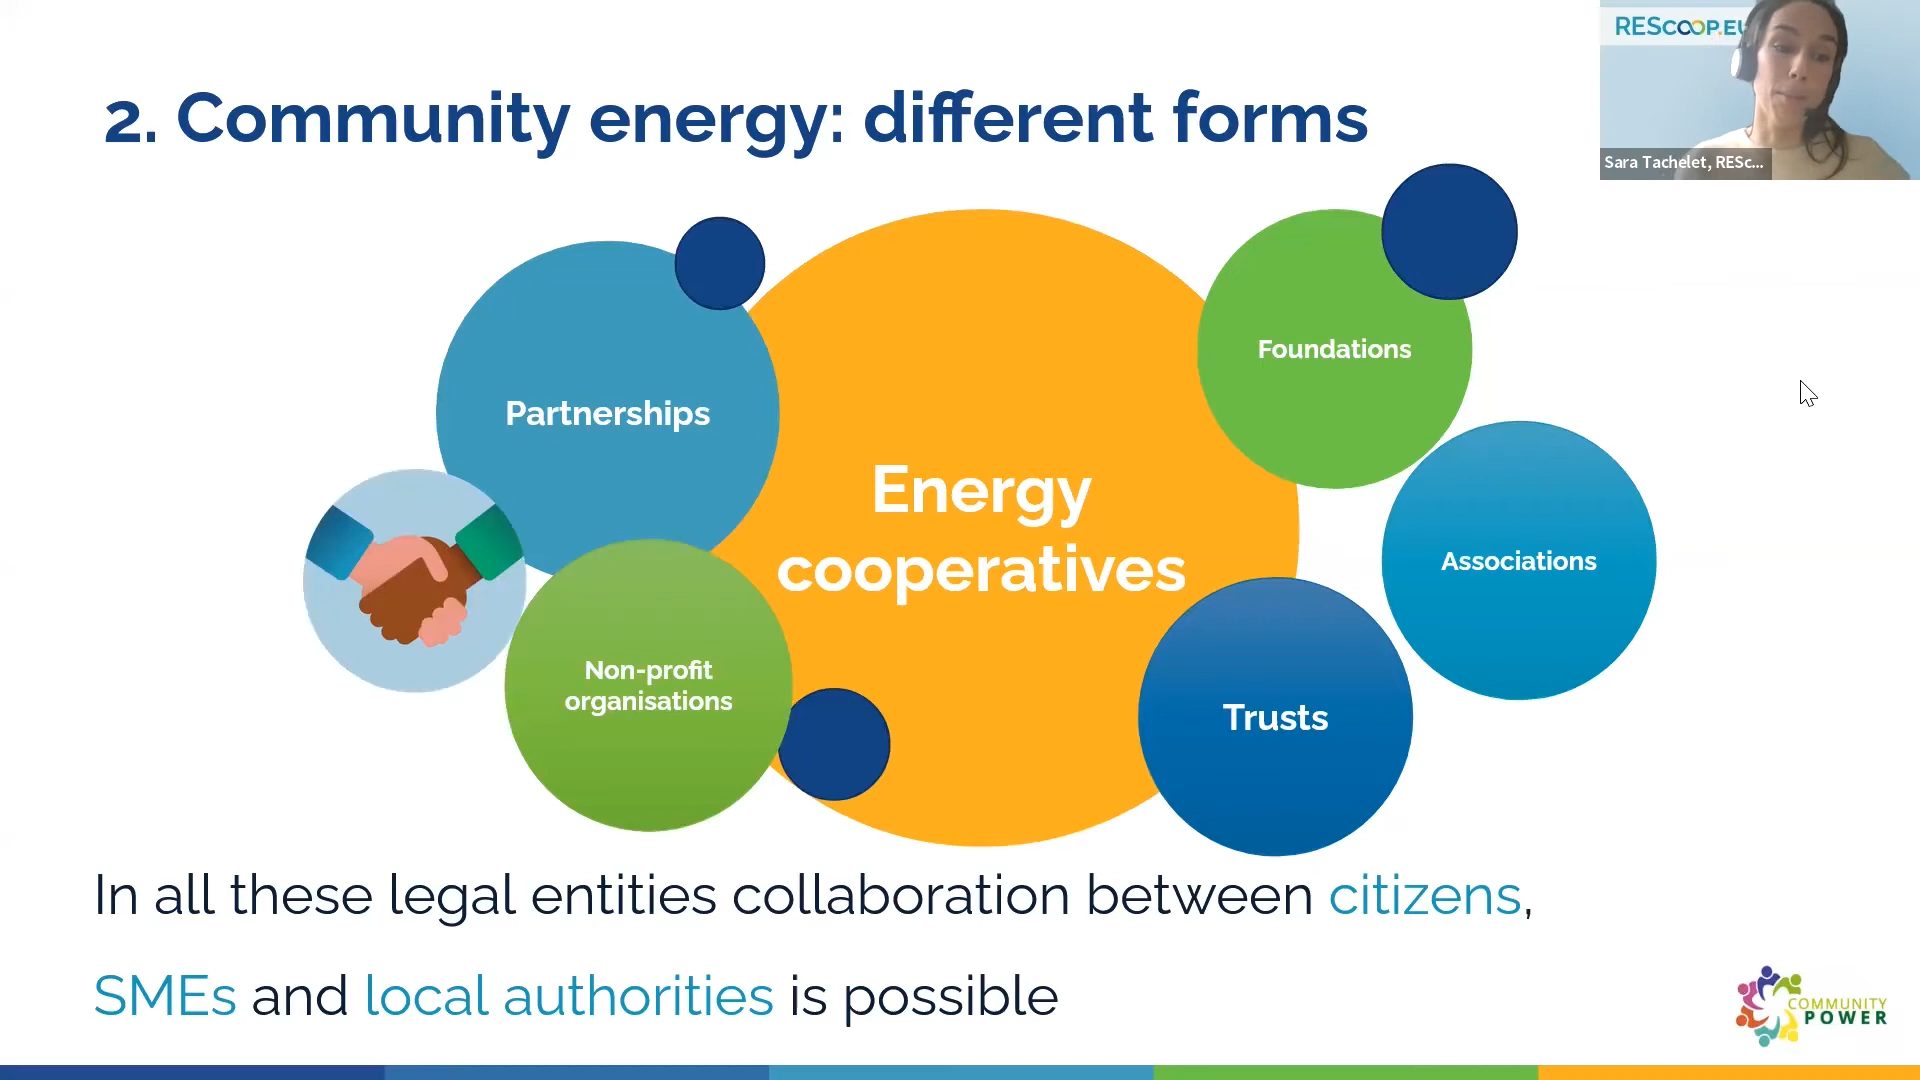 REScoop.EU
Sara Tachelet, RESc...
2. Community energy: different forms
Partnerships
Foundations
Energy
cooperatives
Associations
Non-profit
organisations
Trusts
In all these legal entities collaboration between citizens,
SMEs and local authorities is possible
COMMUNITY
POWER